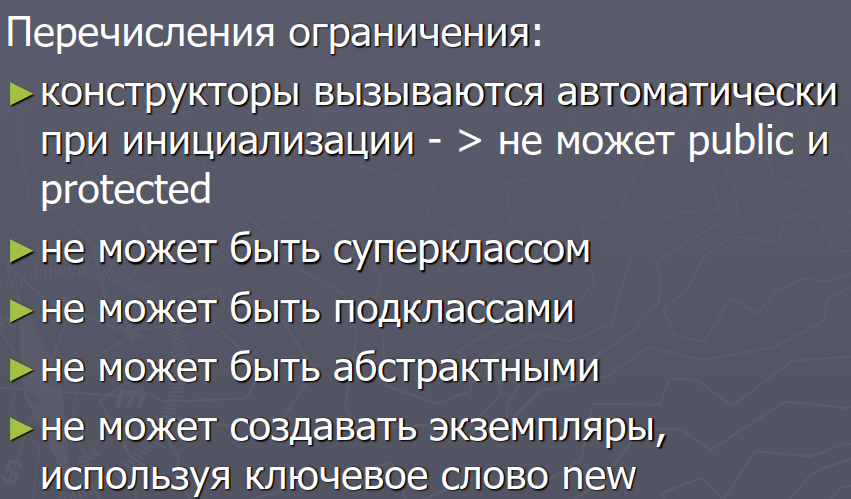 Перечисления ограничения:
►конструкторы вызываются автоматически
при инициализации - > не может public и
protected
►не может быть суперклассом
►не может быть подклассами
►не может быть абстрактными
►не может создавать экземпляры,
используя ключевое слово new